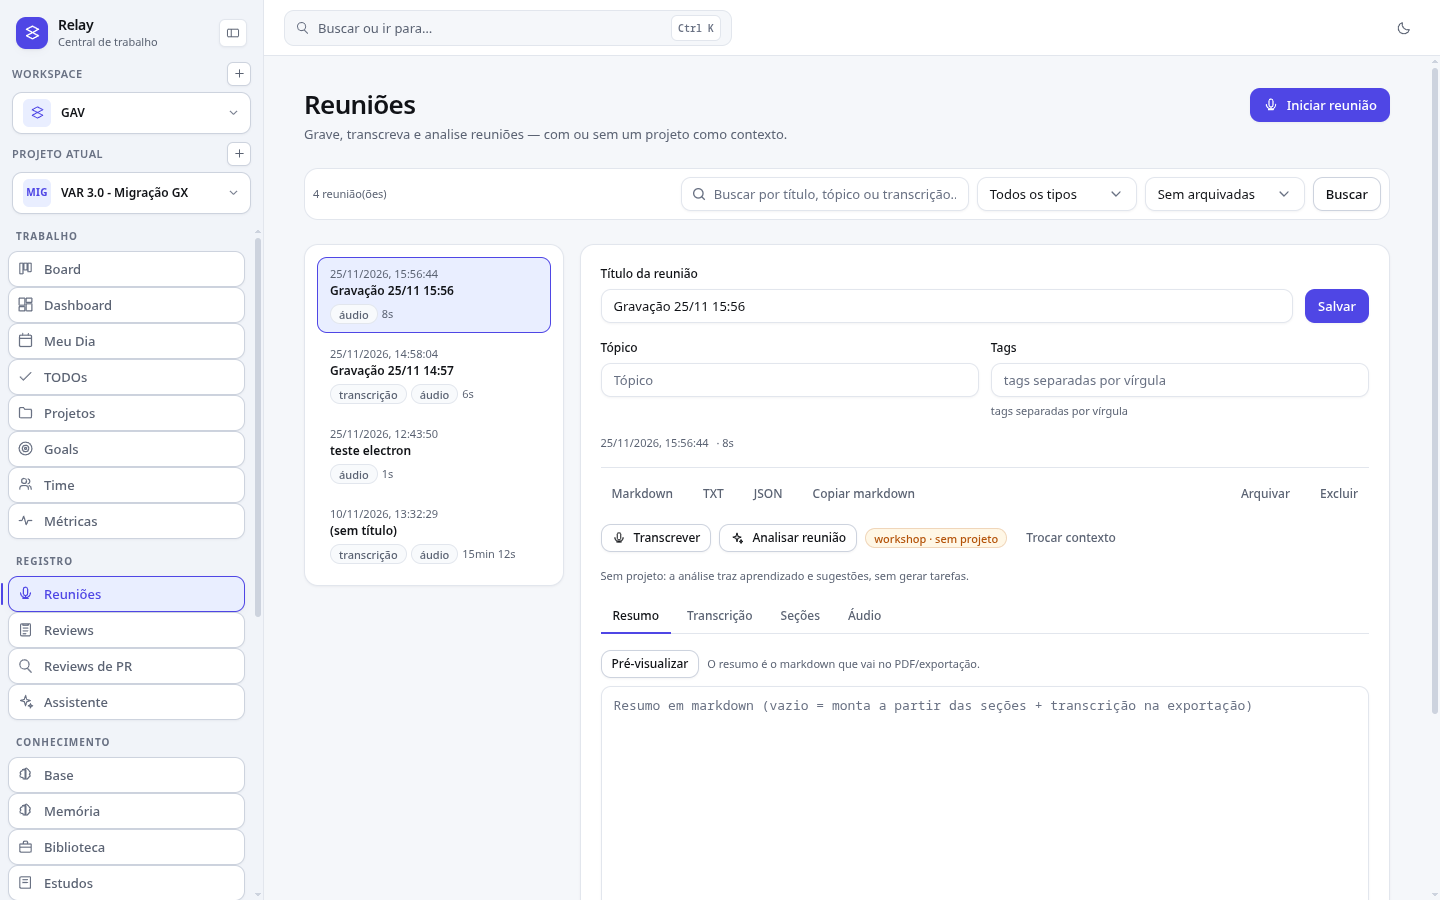 Relay
Central de trabalho
WORKSPACE
GAV
PROJETO ATUAL
MIG VAR 3.0 - Migração GX
TRABALHO
Board
Dashboard
Meu Dia
TODOs
Projetos
Goals
Time
Métricas
REGISTRO
Reuniões
Reviews
Reviews de PR
Assistente
CONHECIMENTO
Base
Memória
Biblioteca
Estudos
Buscar ou ir para... Ctrl K
Reuniões
Iniciar reunião
Grave, transcreva e analise reuniões — com ou sem um projeto como contexto.
4 reunião(ões)
Buscar por título, tópico ou transcrição..
Todos os tipos
Sem arquivadas
Buscar
25/11/2026, 15:56:44
Gravação 25/11 15:56
áudio 8s
25/11/2026, 14:58:04
Gravação 25/11 14:57
transcrição áudio 6s
25/11/2026, 12:43:50
teste electron
áudio 1s
10/11/2026, 13:32:29
(sem título)
transcrição áudio 15min 12s
Título da reunião
Gravação 25/11 15:56
Salvar
Tópico
Tópico
Tags
tags separadas por vírgula
tags separadas por vírgula
25/11/2026, 15:56:44 · 8s
Markdown TXT JSON Copiar markdown Arquivar Excluir
Transcrever Analisar reunião workshop · sem projeto Trocar contexto
Sem projeto: a análise traz aprendizado e sugestões, sem gerar tarefas.
Resumo Transcrição Seções Áudio
Pré-visualizar O resumo é o markdown que vai no PDF/exportação.
Resumo em markdown (vazio = monta a partir das seções + transcrição na exportação)